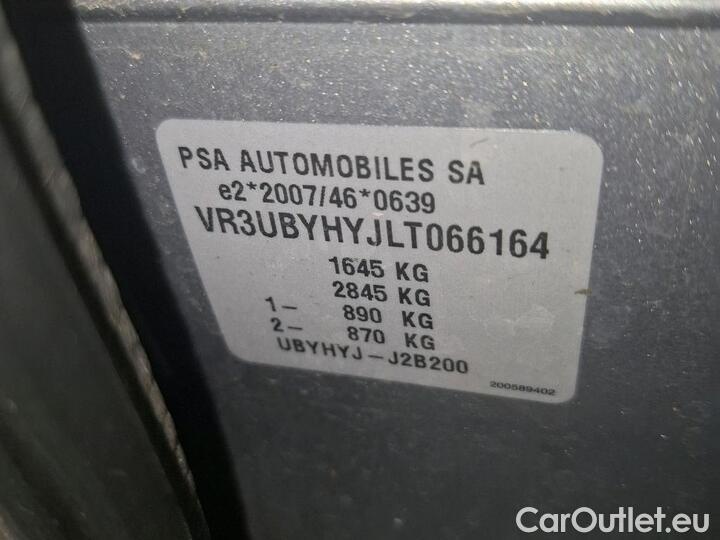 PSA AUTOMOBILES SA
e2*2007/46*0639
VR3UBYHYJLT066164
1645 KG
2845 KG
1- 890 KG
2- 870 KG
UBYHYJ-J2B200
200589402
CarOutlet.eu